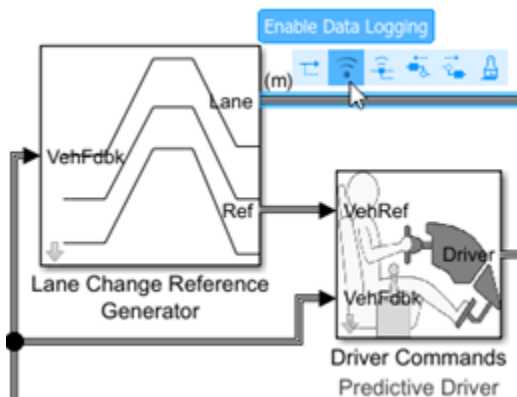 Enable Data Logging
(m)
Lane
VehFdbk
Ref
Lane Change Reference
Generator
VehRef
Driver
VehFdbk
Driver Commands
Predictive Driver